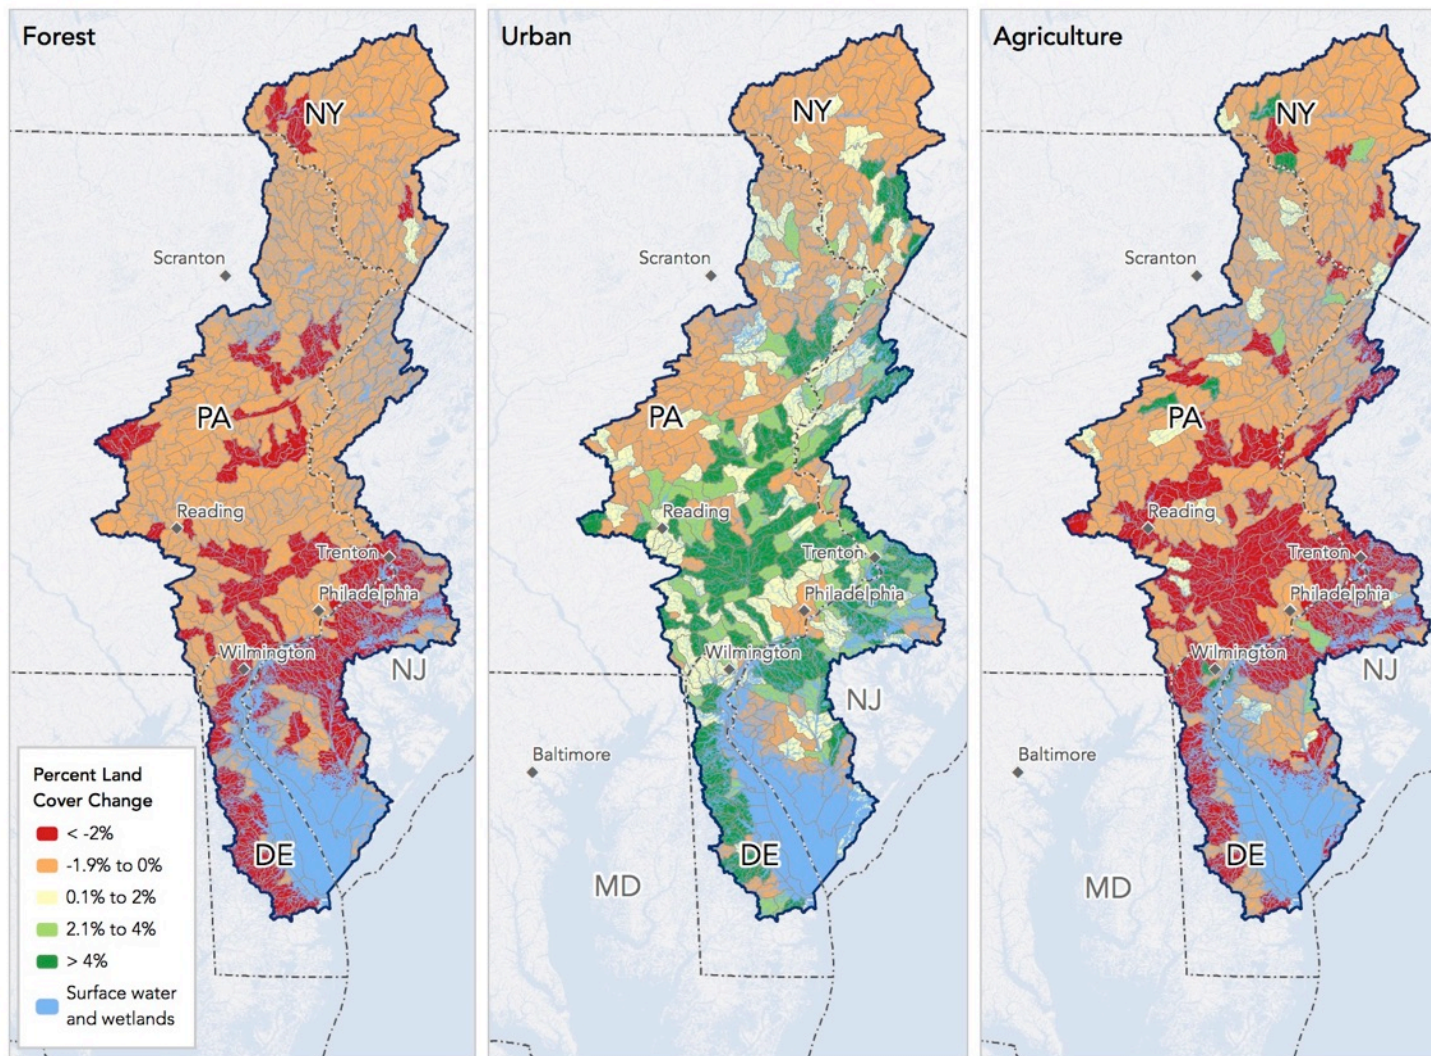 Forest
NY
Scranton
PA
Reading
Trenton
Philadelphia
Wilmington
NJ
DE
Percent Land
Cover Change
< -2%
-1.9% to 0%
0.1% to 2%
2.1% to 4%
> 4%
Surface water
and wetlands
Urban
NY
Scranton
PA
Reading
Trenton
Philadelphia
Wilmington
NJ
Baltimore
DE
MD
Agriculture
NY
Scranton
PA
Reading
Trenton
Philadelphia
Wilmington
NJ
Baltimore
DE
MD